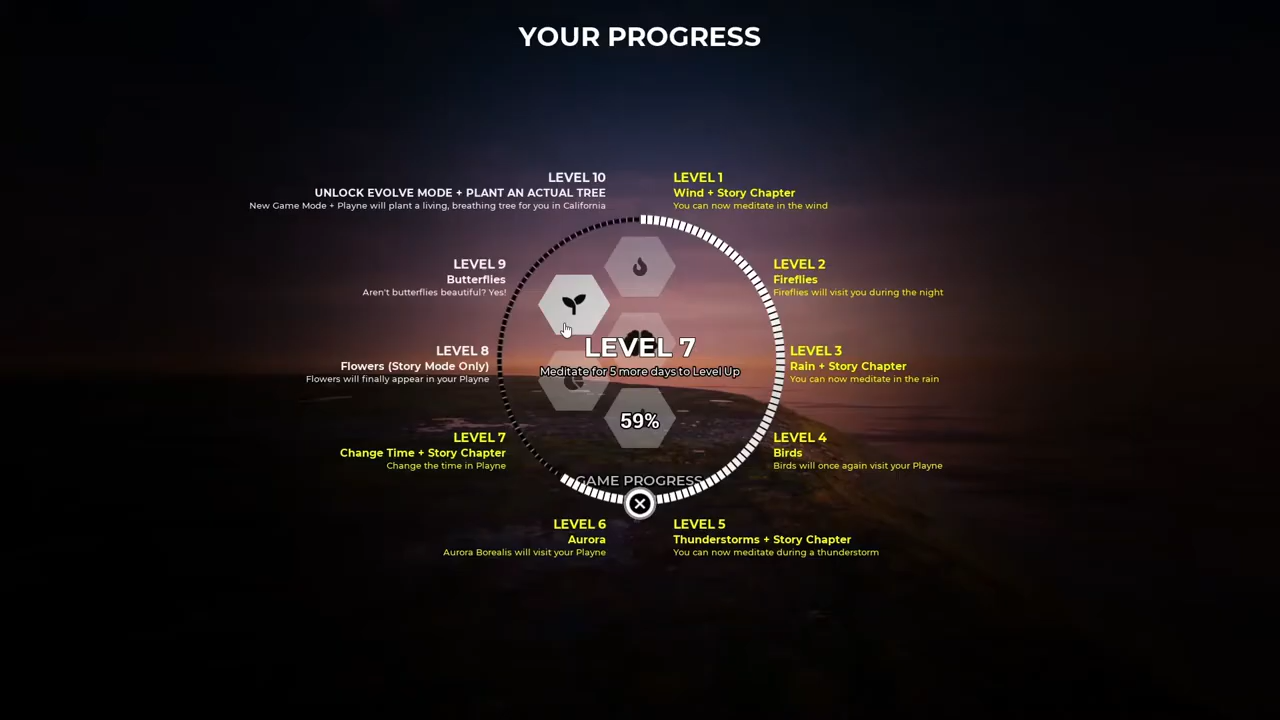 YOUR PROGRESS
LEVEL 10
UNLOCK EVOLVE MODE + PLANT AN ACTUAL TREE
New Game Mode + Playne will plant a living, breathing tree for you in California
LEVEL 1
Wind + Story Chapter
You can now meditate in the wind
LEVEL 9
Butterflies
Aren't butterflies beautiful? Yes!
LEVEL 2
Fireflies
Fireflies will visit you during the night
LEVEL 8
Flowers (Story Mode Only)
Flowers will finally appear in your Playne
LEVEL 7
Meditate for 5 more days to Level Up
59%
GAME PROGRESS
LEVEL 3
Rain + Story Chapter
You can now meditate in the rain
LEVEL 7
Change Time + Story Chapter
Change the time in Playne
LEVEL 4
Birds
Birds will once again visit your Playne
LEVEL 6
Aurora
Aurora Borealis will visit your Playne
LEVEL 5
Thunderstorms + Story Chapter
You can now meditate during a thunderstorm